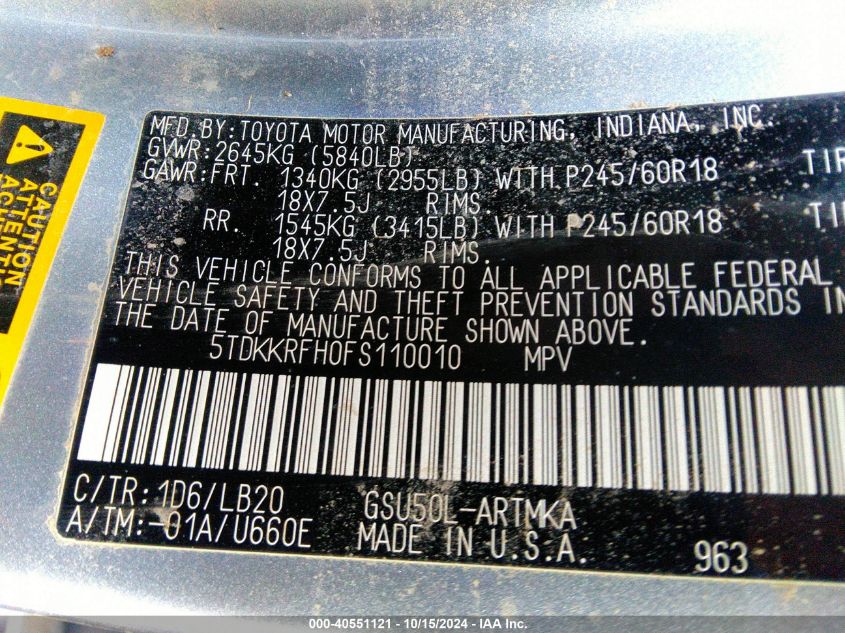 CAUTION
ATTENTI
MFD. BY: TOYOTA MOTOR MANUFACTURING, INDIANA, INC.
GVWR: 2645KG (5840LB)
GAWR: FRT. 1340KG (2955LB) WITH P245/60R18 TIR
18X7.5J RIMS.
RR. 1545KG (3415LB) WITH P245/60R18 TI
18X7.5J RIMS.
THIS VEHICLE CONFORMS TO ALL APPLICABLE FEDERAL
VEHICLE SAFETY AND THEFT PREVENTION STANDARDS IN
THE DATE OF MANUFACTURE SHOWN ABOVE.
5TDKKRFH0FS110010 MPV
C/TR: 1D6/LB20 GSU50L-ARTMKA
A/TM: -01A/U660E MADE IN U.S.A. 963
000-40551121 - 10/15/2024 - IAA Inc.